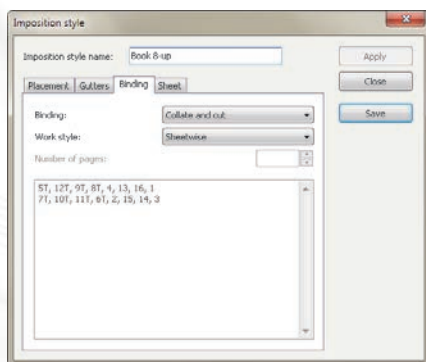 Imposition style
Imposition style name: Book 8-up
Apply
Placement Gutters Binding Sheet
Close
Binding: Collate and cut
Save
Work style: Sheetwise
Number of pages:
5T, 12T, 9T, 8T, 4, 13, 16, 1
7T, 10T, 11T, 6T, 2, 15, 14, 3